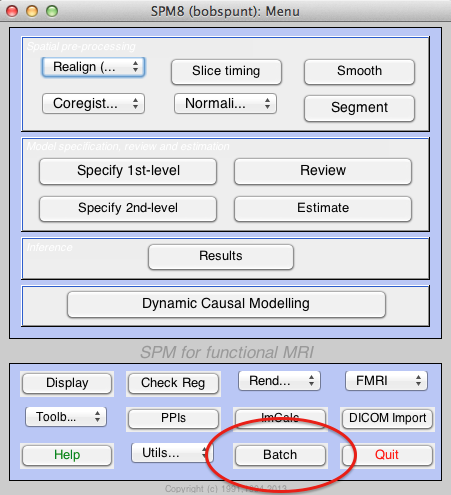 SPM8 (bobspunt): Menu
Spatial pre-processing
Realign (...
Slice timing
Smooth
Coregist...
Normali...
Segment
Model specification, review and estimation
Specify 1st-level
Review
Specify 2nd-level
Estimate
Inference
Results
Dynamic Causal Modelling
SPM for functional MRI
Display
Check Reg
Rend...
FMRI
Toolb...
PPIs
ImCalc
DICOM Import
Help
Utils...
Batch
Quit
Copyright (c) 1991,1994-2013